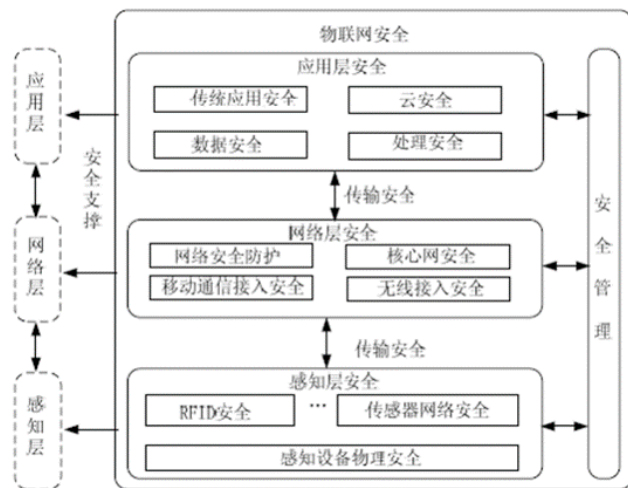 物联网安全
应用层
应用层安全
传统应用安全
云安全
数据安全
处理安全
安全支撑
传输安全
安全管理
网络层
网络层安全
网络安全防护
核心网安全
移动通信接入安全
无线接入安全
传输安全
感知层
感知层安全
RFID安全
…
传感器网络安全
感知设备物理安全